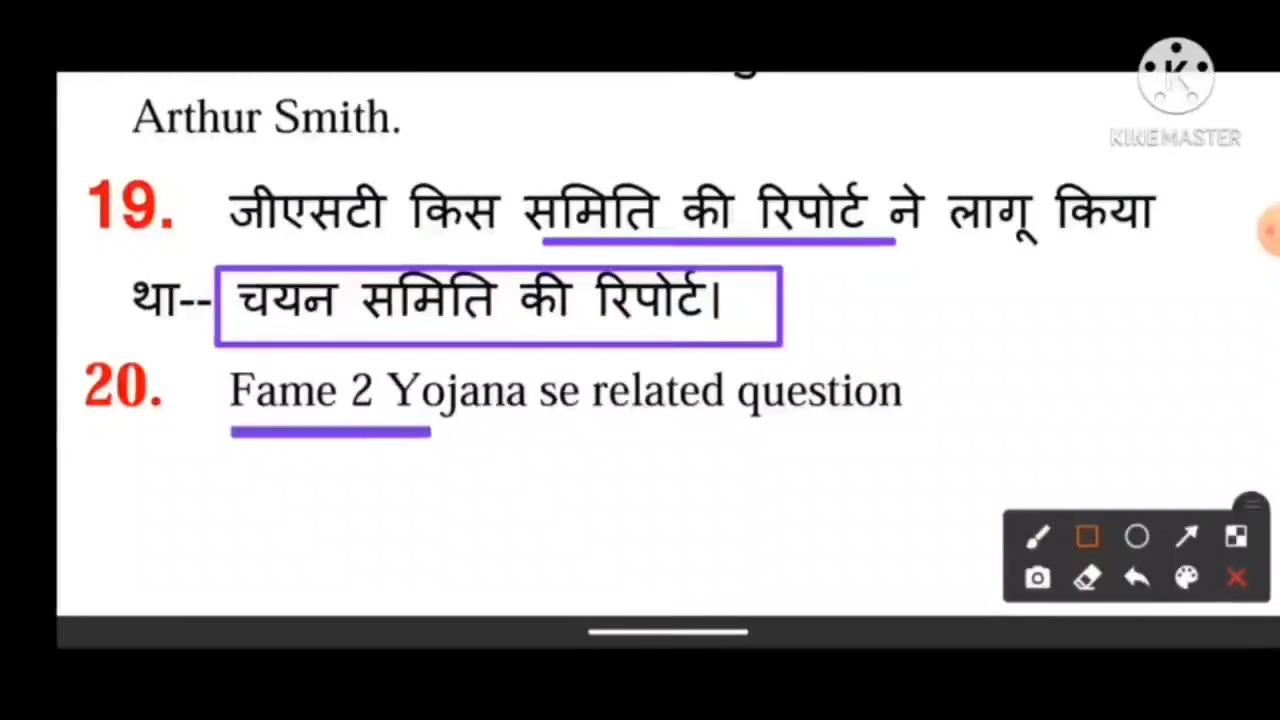 Arthur Smith.
19. जीएसटी किस समिति की रिपोर्ट ने लागू किया
था-- चयन समिति की रिपोर्ट।
20. Fame 2 Yojana se related question
K
KINEMASTER